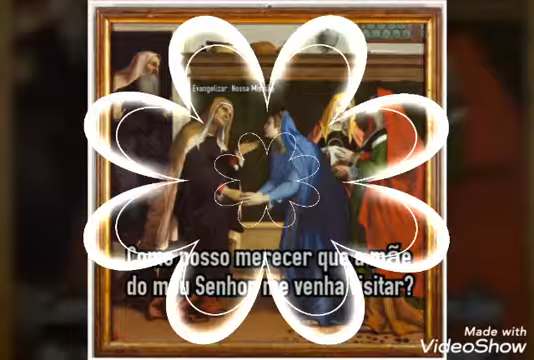 Evangelizar: Nossa Missão
Como posso merecer que a mãe
do meu Senhor me venha visitar?
Made with
VideoShow